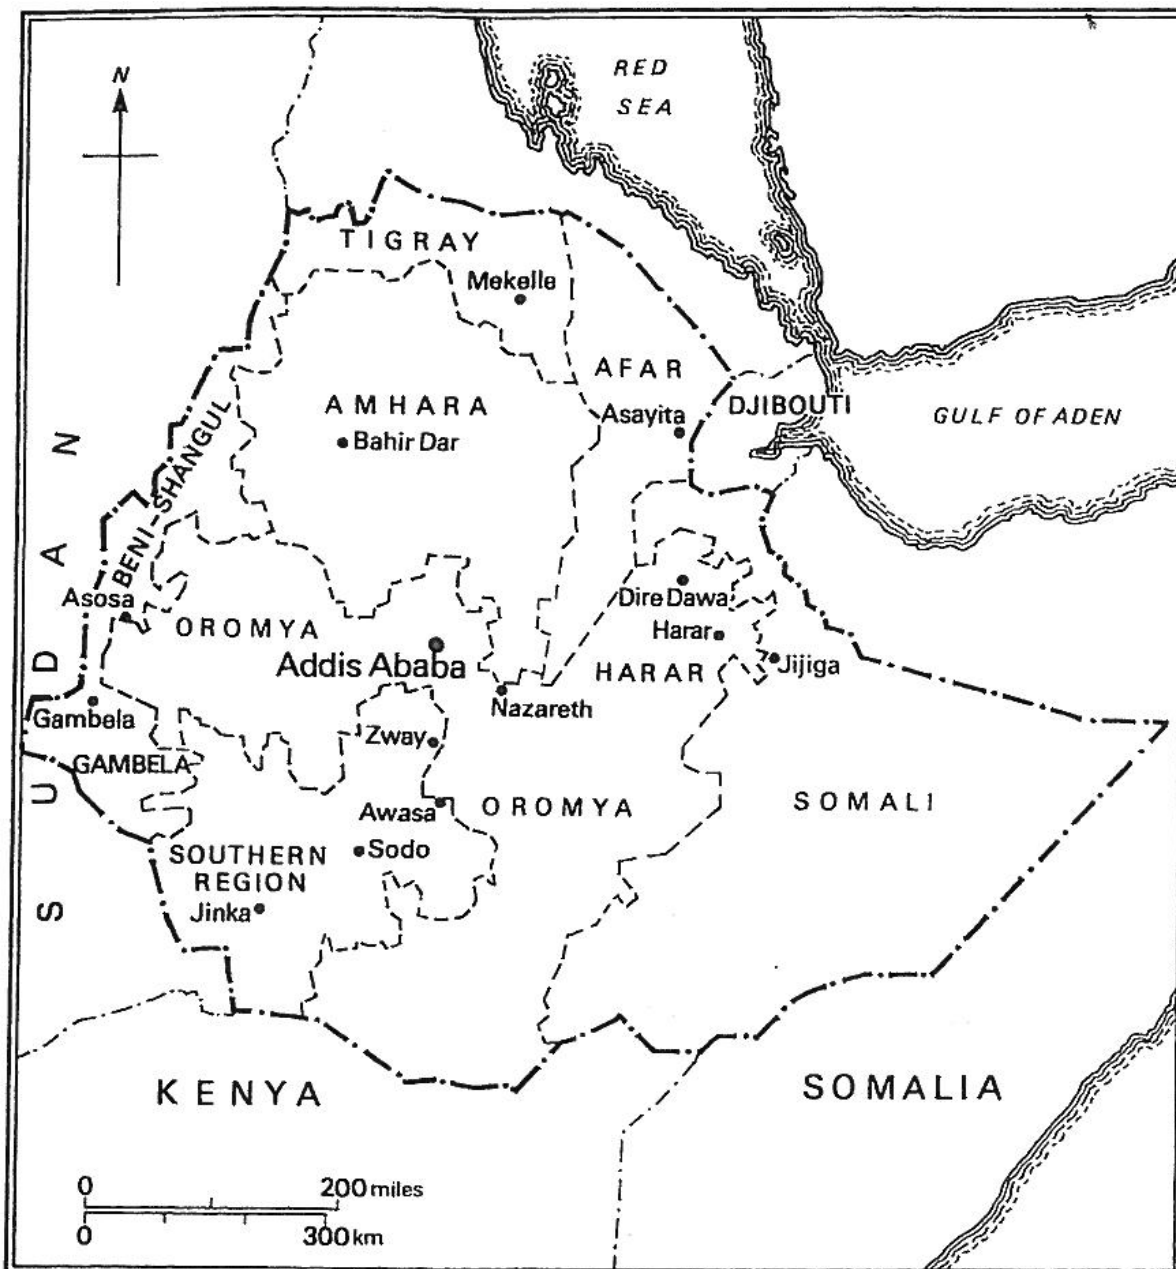 RED
SEA
N
TIGRAY
Mekelle
AFAR
AMHARA
Asayita
DJIBOUTI
GULF OF ADEN
Bahir Dar
BENI-SHANGUL
SUDAN
Asosa
OROMYA
Dire Dawa
Harar
Addis Ababa
HARAR
Jijiga
Nazareth
Gambela
Zway
GAMBELA
Awasa
OROMYA
SOMALI
Sodo
SOUTHERN
REGION
Jinka
KENYA
SOMALIA
0 200 miles
0 300 km